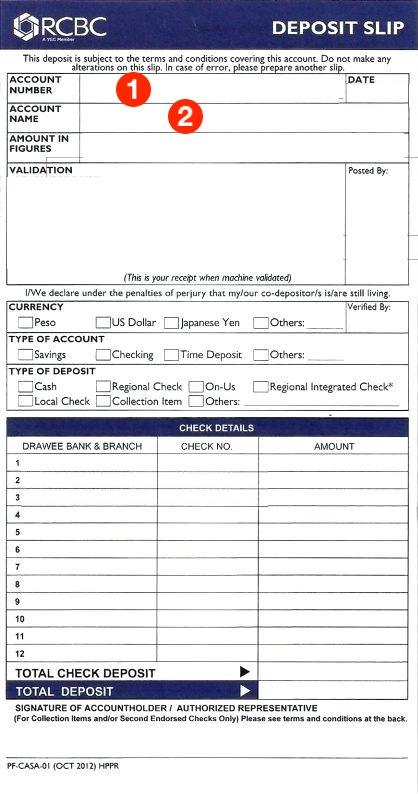 RCBC
A YGC Member
DEPOSIT SLIP
This deposit is subject to the terms and conditions covering this account. Do not make any
alterations on this slip. In case of error, please prepare another slip.
ACCOUNT NUMBER
1
DATE
ACCOUNT NAME
2
AMOUNT IN FIGURES
VALIDATION
Posted By:
(This is your receipt when machine validated)
I/We declare under the penalties of perjury that my/our co-depositor/s is/are still living.
CURRENCY
Verified By:
Peso US Dollar Japanese Yen Others: ______
TYPE OF ACCOUNT
Savings Checking Time Deposit Others: ______
TYPE OF DEPOSIT
Cash Regional Check On-Us Regional Integrated Check*
Local Check Collection Item Others: ______
CHECK DETAILS
DRAWEE BANK & BRANCH CHECK NO. AMOUNT
1
2
3
4
5
6
7
8
9
10
11
12
TOTAL CHECK DEPOSIT
TOTAL DEPOSIT
SIGNATURE OF ACCOUNTHOLDER / AUTHORIZED REPRESENTATIVE
(For Collection Items and/or Second Endorsed Checks Only) Please see terms and conditions at the back.
PF-CASA-01 (OCT 2012) HPPR